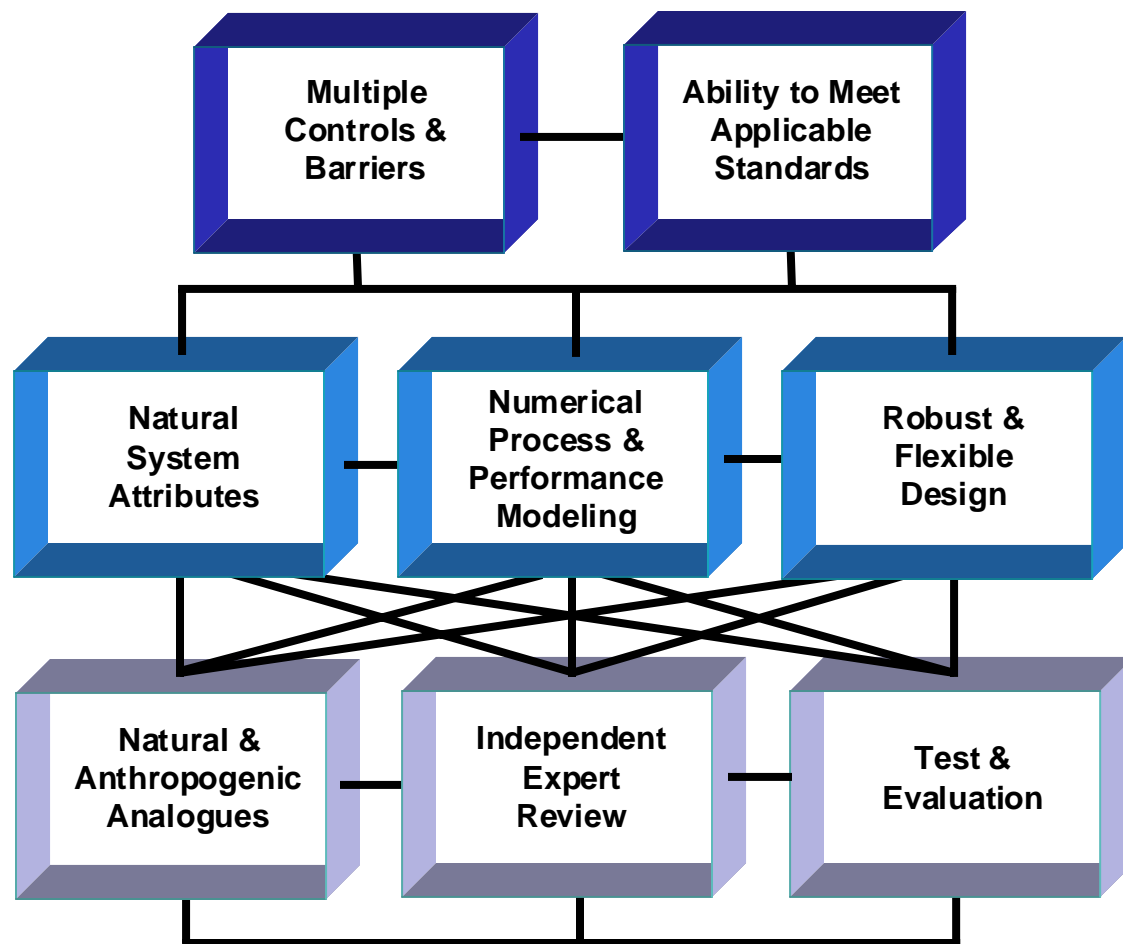 Multiple
Controls &
Barriers
Ability to Meet
Applicable
Standards
Natural
System
Attributes
Numerical
Process &
Performance
Modeling
Robust &
Flexible
Design
Natural &
Anthropogenic
Analogues
Independent
Expert
Review
Test &
Evaluation